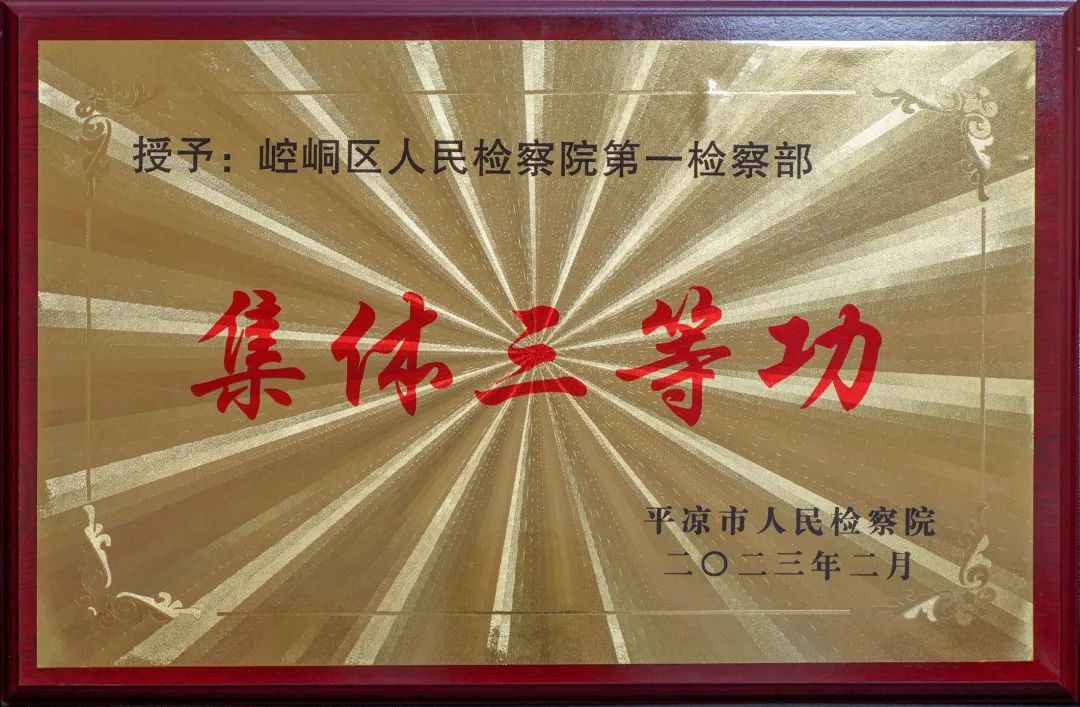 授予：崆峒区人民检察院第一检察部
集体三等功
平凉市人民检察院
二〇二三年二月